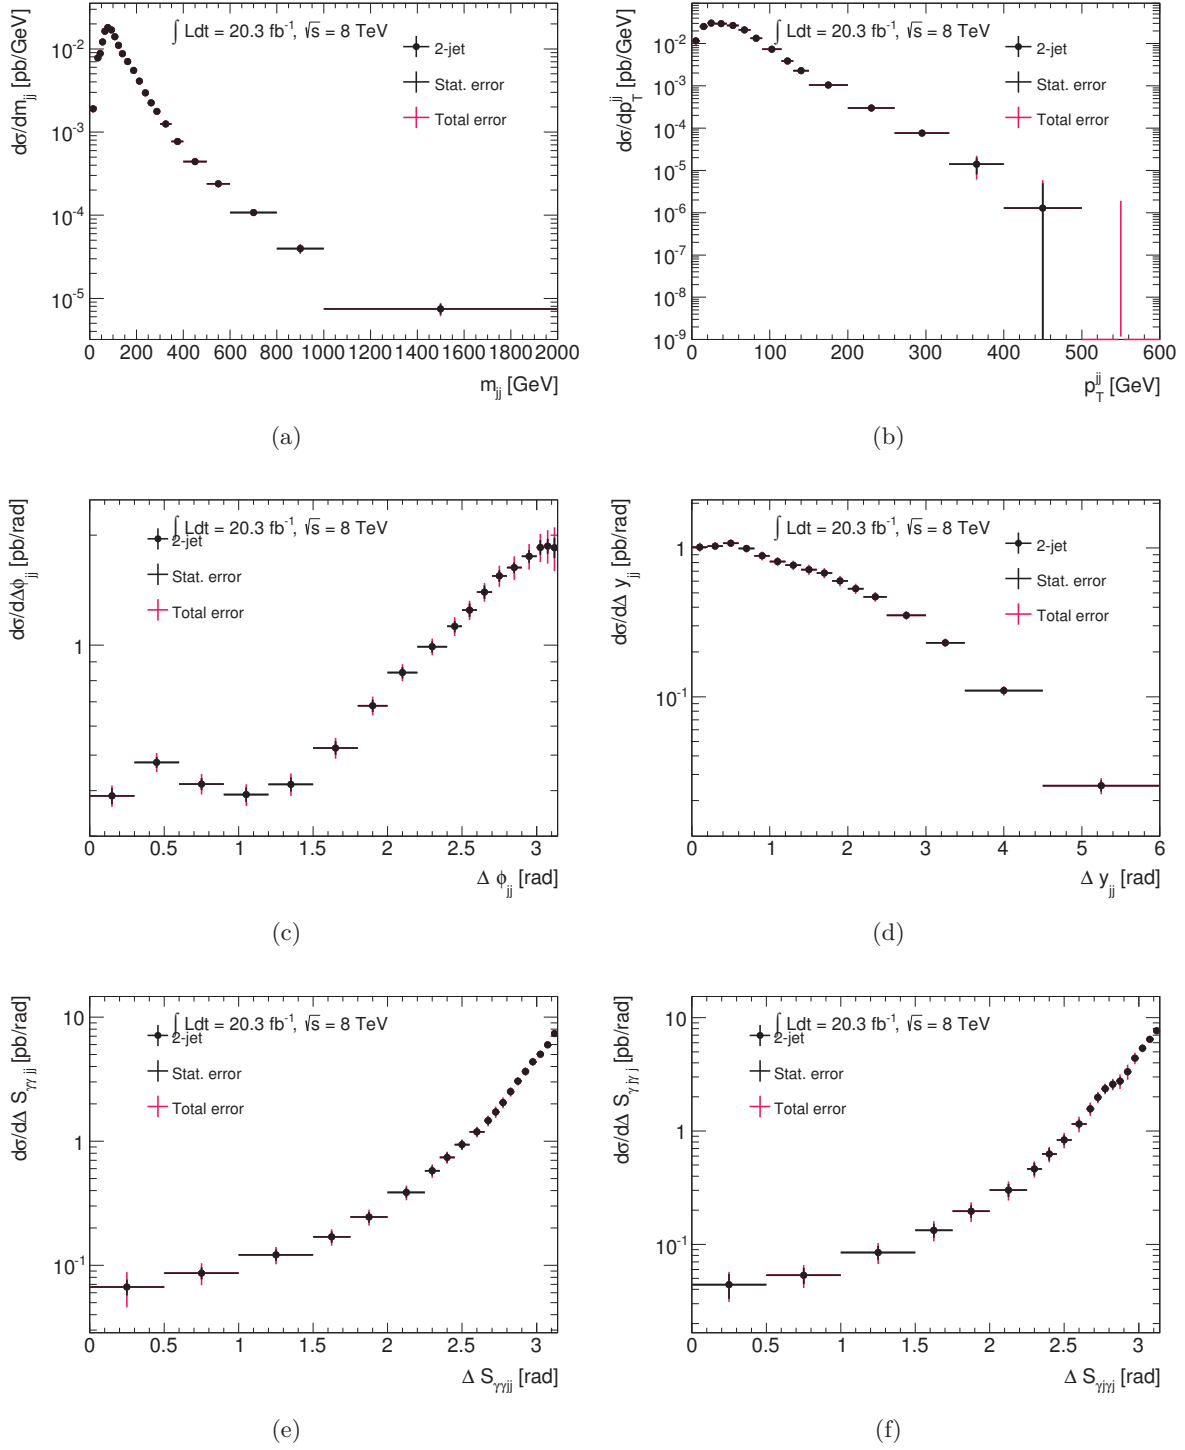 ∫ Ldt = 20.3 fb⁻¹, √s = 8 TeV
2-jet
Stat. error
Total error
dσ/dm_jj [pb/GeV]
10⁻²
10⁻³
10⁻⁴
10⁻⁵
0 200 400 600 800 1000 1200 1400 1600 1800 2000
m_jj [GeV]
(a)
∫ Ldt = 20.3 fb⁻¹, √s = 8 TeV
2-jet
Stat. error
Total error
dσ/dp_T^jj [pb/GeV]
10⁻¹
10⁻²
10⁻³
10⁻⁴
10⁻⁵
10⁻⁶
10⁻⁷
10⁻⁸
10⁻⁹
0 100 200 300 400 500 600
p_T^jj [GeV]
(b)
∫ Ldt = 20.3 fb⁻¹, √s = 8 TeV
2-jet
Stat. error
Total error
dσ/dΔϕ_jj [pb/rad]
1
0 0.5 1 1.5 2 2.5 3
Δ ϕ_jj [rad]
(c)
∫ Ldt = 20.3 fb⁻¹, √s = 8 TeV
2-jet
Stat. error
Total error
dσ/dΔ y_jj [pb/rad]
1
10⁻¹
0 1 2 3 4 5 6
Δ y_jj [rad]
(d)
∫ Ldt = 20.3 fb⁻¹, √s = 8 TeV
2-jet
Stat. error
Total error
dσ/dΔ S_γγ jj [pb/rad]
10
1
10⁻¹
0 0.5 1 1.5 2 2.5 3
Δ S_γγjj [rad]
(e)
∫ Ldt = 20.3 fb⁻¹, √s = 8 TeV
2-jet
Stat. error
Total error
dσ/dΔ S_γ jγ j [pb/rad]
10
1
10⁻¹
0 0.5 1 1.5 2 2.5 3
Δ S_γjγj [rad]
(f)